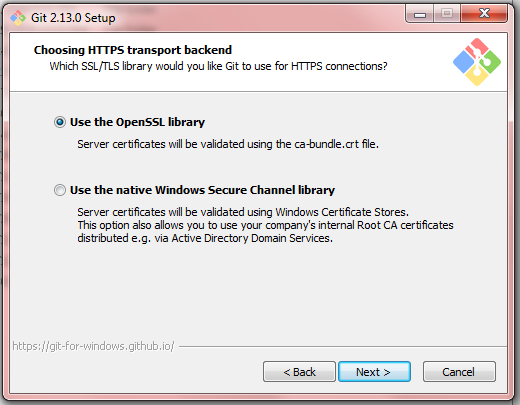 Git 2.13.0 Setup
Choosing HTTPS transport backend
Which SSL/TLS library would you like Git to use for HTTPS connections?
Use the OpenSSL library
Server certificates will be validated using the ca-bundle.crt file.
Use the native Windows Secure Channel library
Server certificates will be validated using Windows Certificate Stores.
This option also allows you to use your company's internal Root CA certificates
distributed e.g. via Active Directory Domain Services.
https://git-for-windows.github.io/
< Back
Next >
Cancel